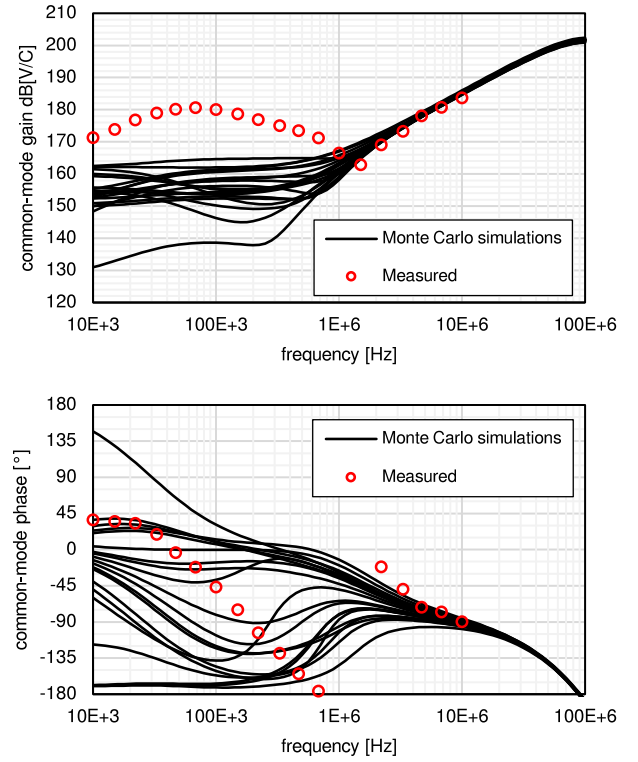 210
200
190
180
170
160
150
140
130
120
common-mode gain dB[V/C]
Monte Carlo simulations
Measured
10E+3 100E+3 1E+6 10E+6 100E+6
frequency [Hz]
180
135
90
45
0
-45
-90
-135
-180
common-mode phase [°]
Monte Carlo simulations
Measured
10E+3 100E+3 1E+6 10E+6 100E+6
frequency [Hz]